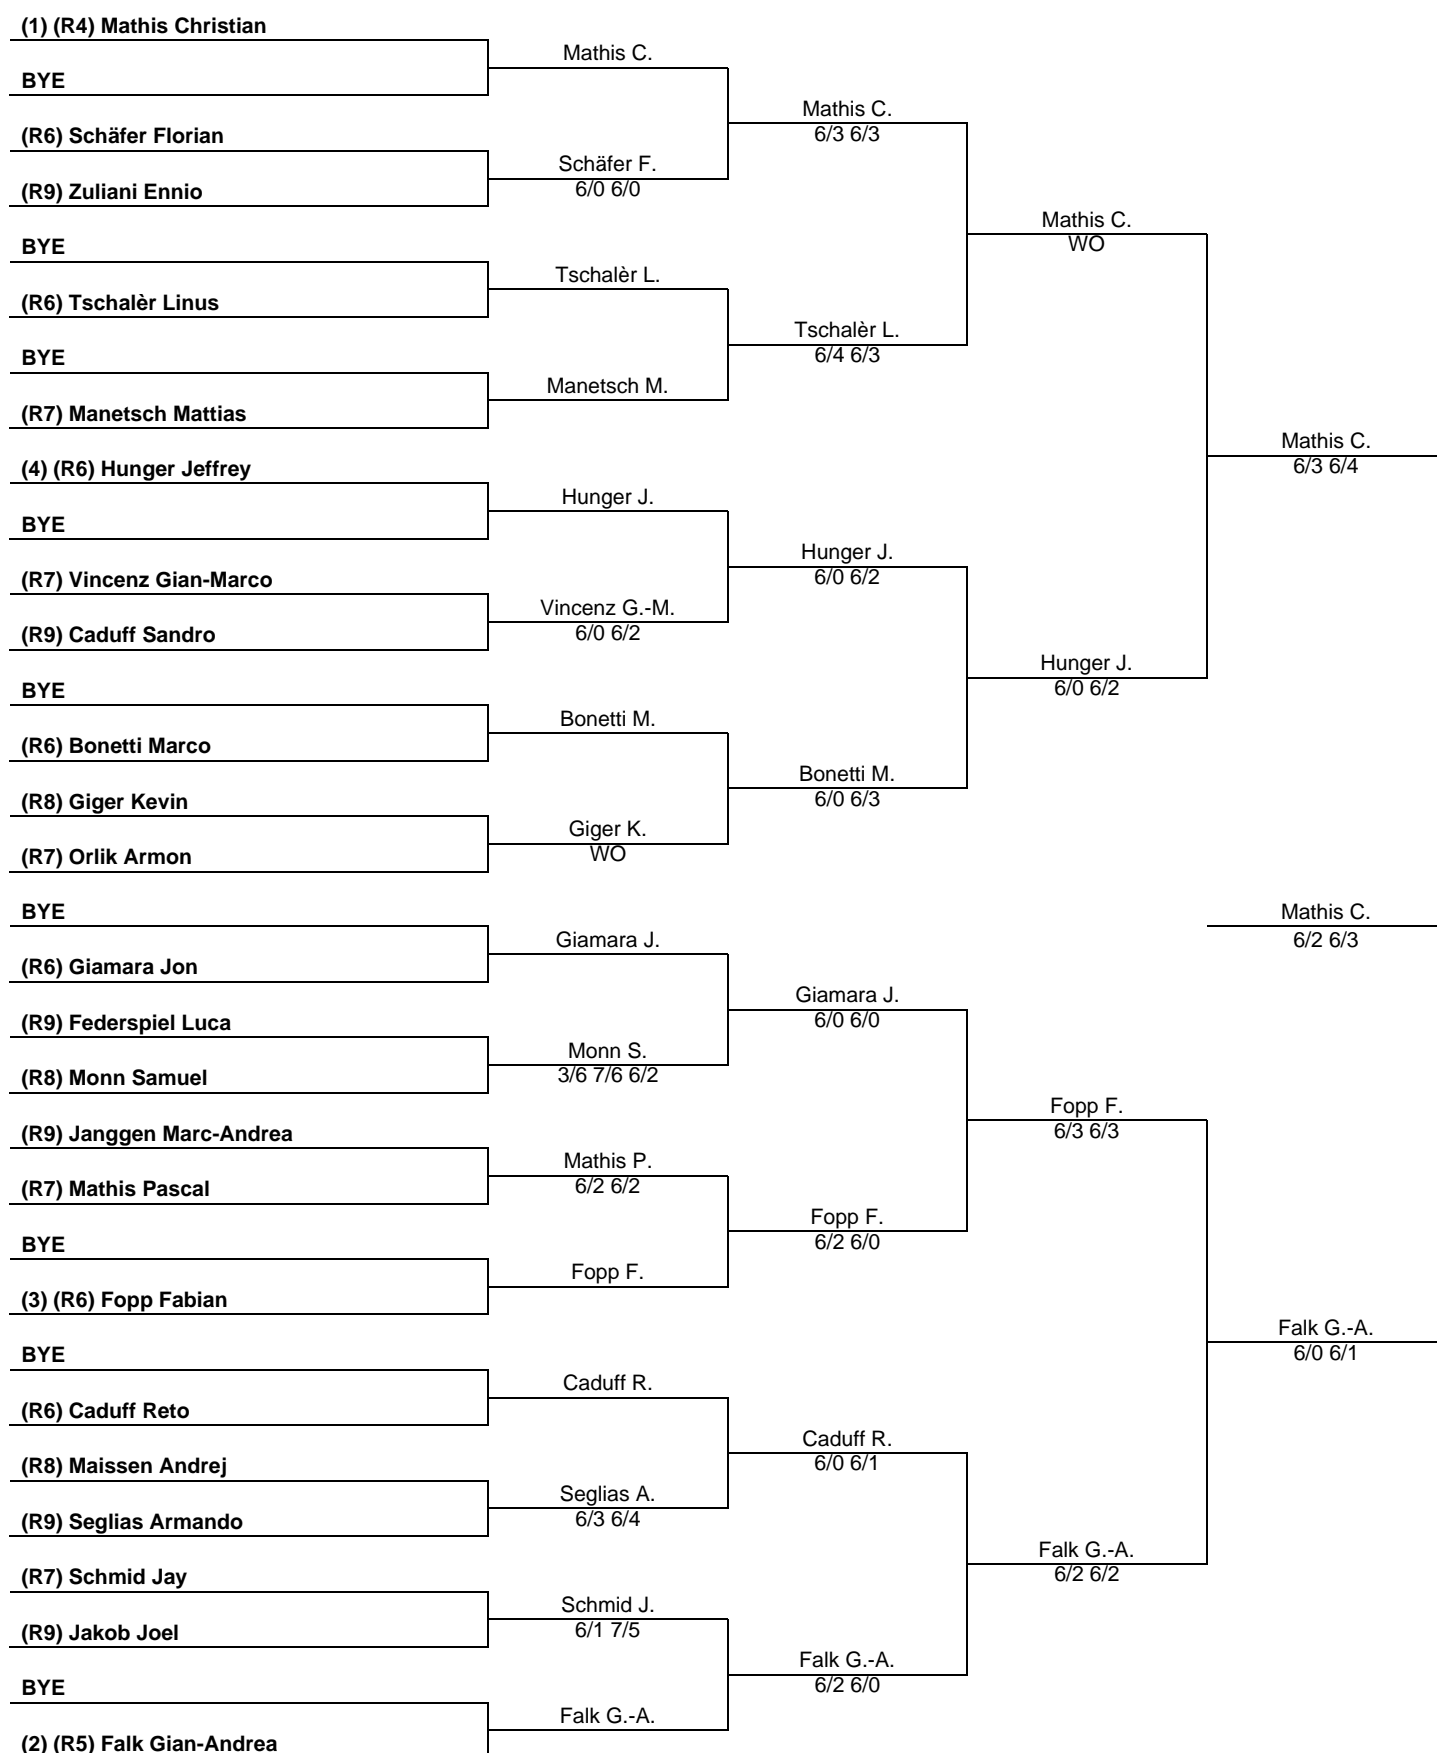 (1) (R4) Mathis Christian
Mathis C.
BYE
Mathis C.
6/3 6/3
(R6) Schäfer Florian
Schäfer F.
6/0 6/0
(R9) Zuliani Ennio
Mathis C.
WO
BYE
Tschalèr L.
(R6) Tschalèr Linus
Tschalèr L.
6/4 6/3
BYE
Manetsch M.
(R7) Manetsch Mattias
Mathis C.
6/3 6/4
(4) (R6) Hunger Jeffrey
Hunger J.
BYE
Hunger J.
6/0 6/2
(R7) Vincenz Gian-Marco
Vincenz G.-M.
6/0 6/2
(R9) Caduff Sandro
Hunger J.
6/0 6/2
BYE
Bonetti M.
(R6) Bonetti Marco
Bonetti M.
6/0 6/3
(R8) Giger Kevin
Giger K.
WO
(R7) Orlik Armon
BYE
Mathis C.
6/2 6/3
Giamara J.
(R6) Giamara Jon
Giamara J.
6/0 6/0
(R9) Federspiel Luca
Monn S.
3/6 7/6 6/2
(R8) Monn Samuel
Fopp F.
6/3 6/3
(R9) Janggen Marc-Andrea
Mathis P.
6/2 6/2
(R7) Mathis Pascal
Fopp F.
6/2 6/0
BYE
Fopp F.
(3) (R6) Fopp Fabian
Falk G.-A.
6/0 6/1
BYE
Caduff R.
(R6) Caduff Reto
Caduff R.
6/0 6/1
(R8) Maissen Andrej
Seglias A.
6/3 6/4
(R9) Seglias Armando
Falk G.-A.
6/2 6/2
(R7) Schmid Jay
Schmid J.
6/1 7/5
(R9) Jakob Joel
Falk G.-A.
6/2 6/0
BYE
Falk G.-A.
(2) (R5) Falk Gian-Andrea